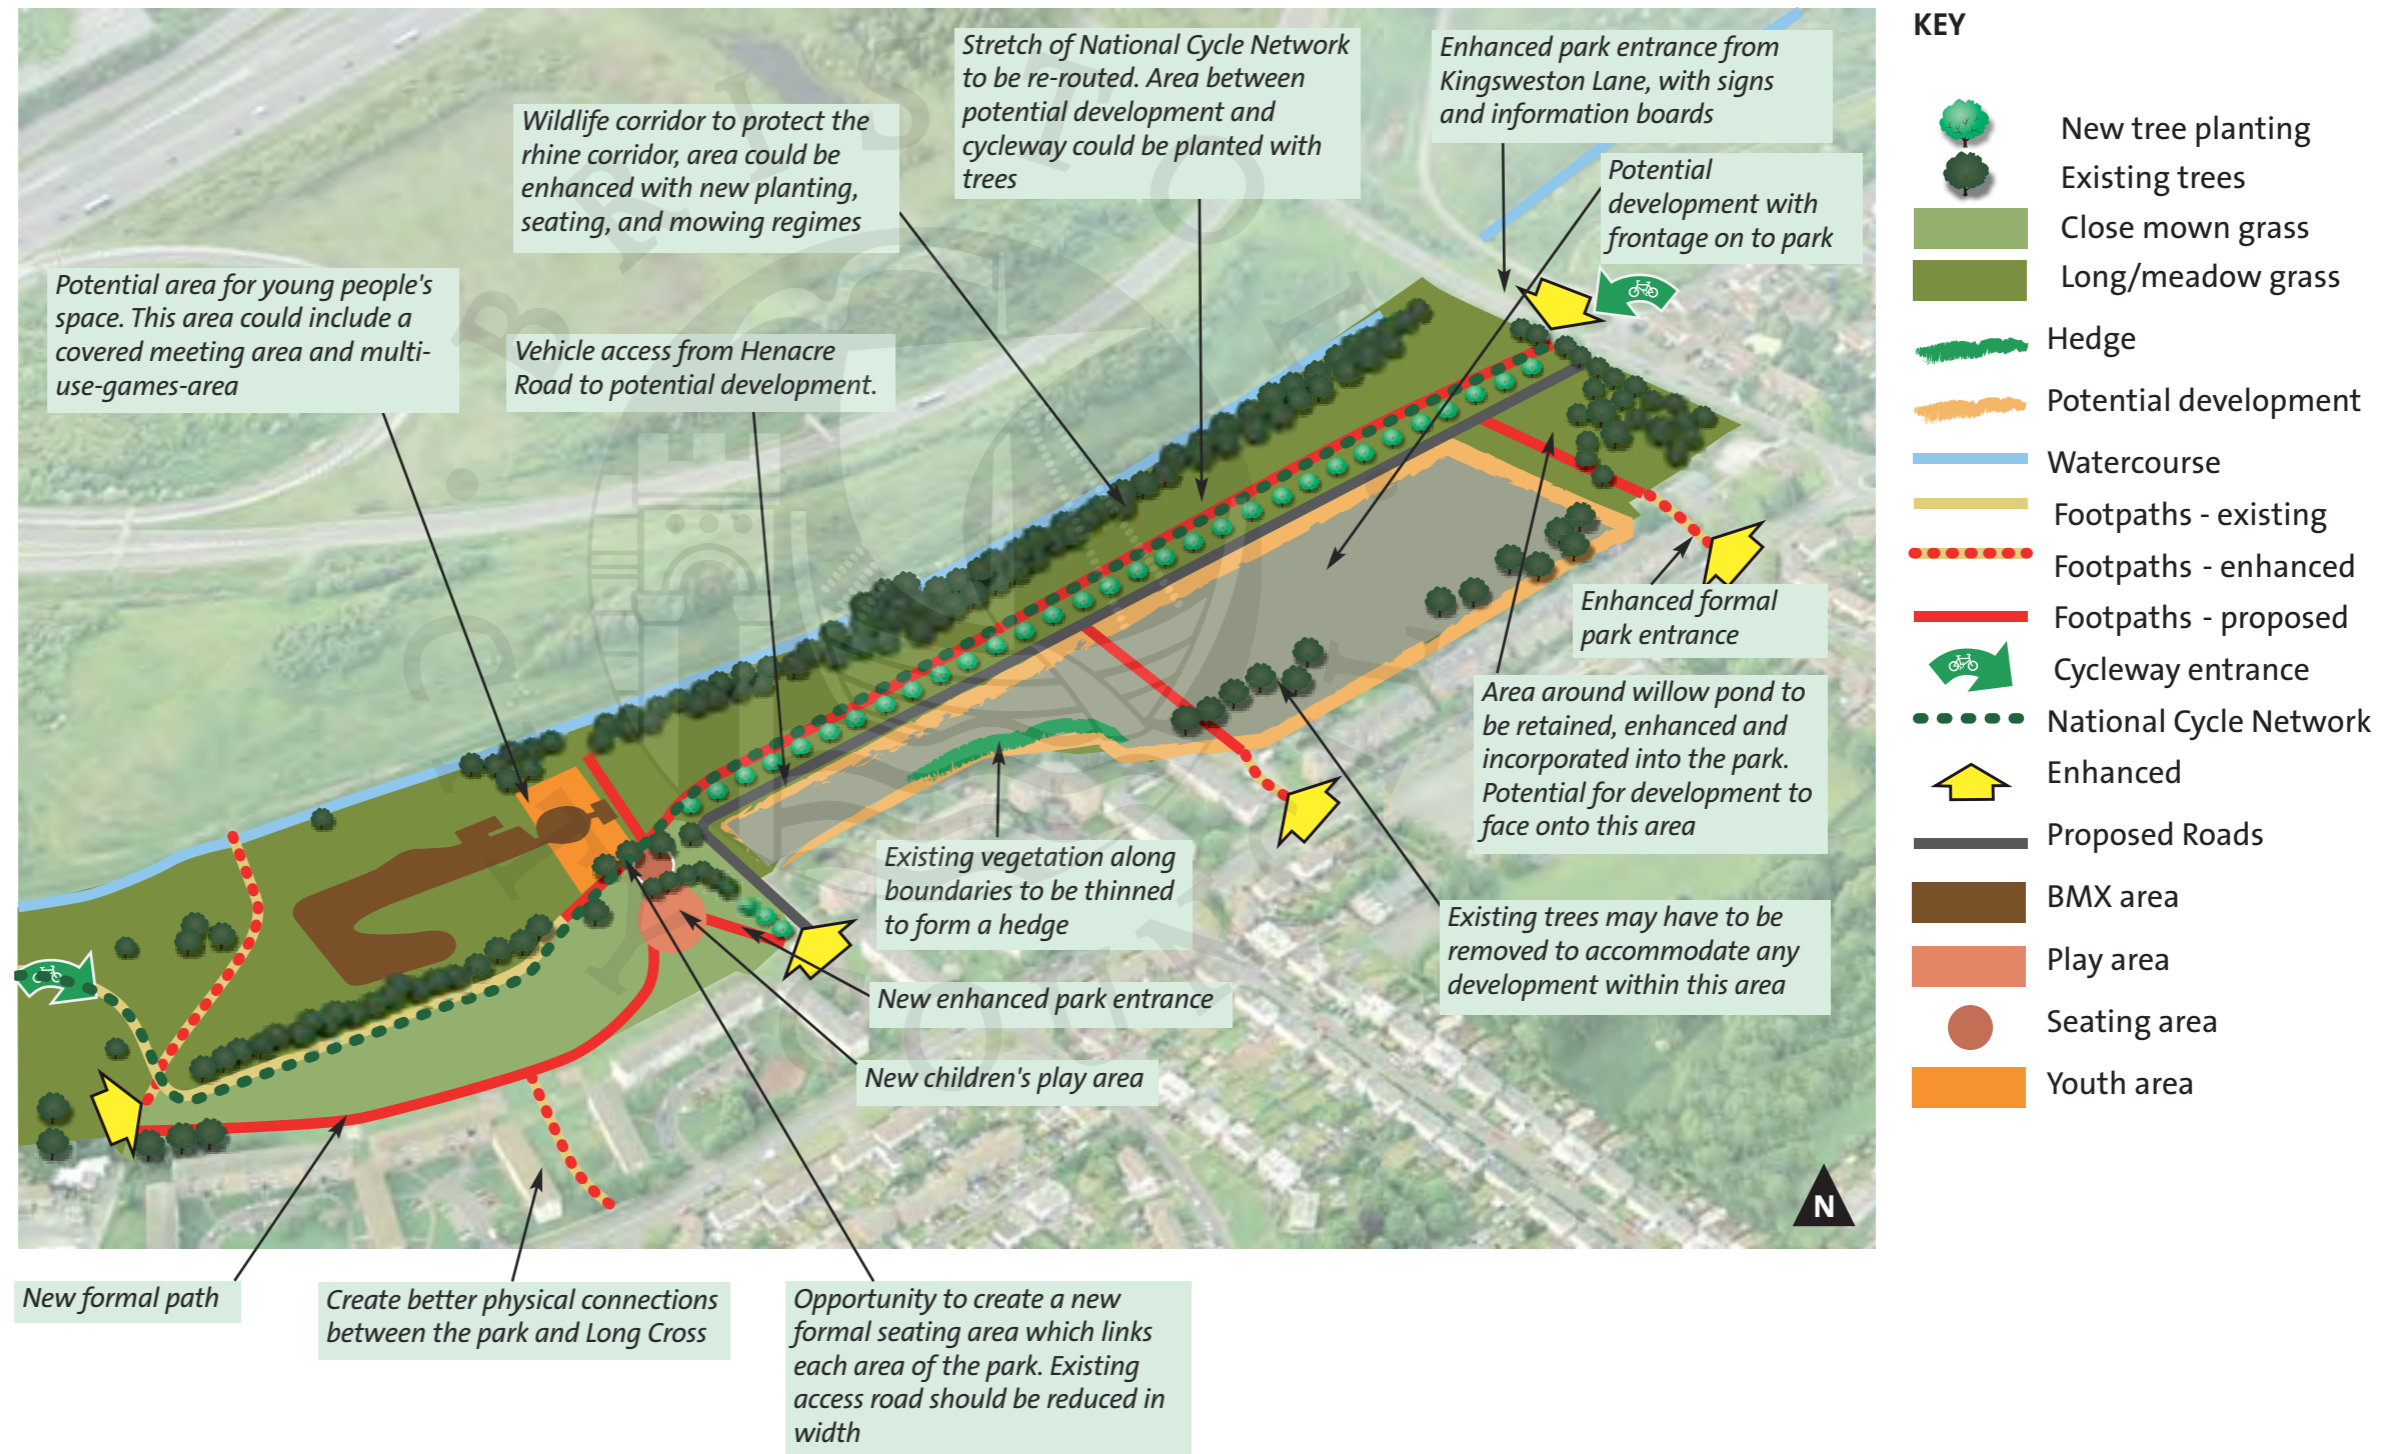 Stretch of National Cycle Network
to be re-routed. Area between
potential development and
cycleway could be planted with
trees
Enhanced park entrance from
Kingsweston Lane, with signs
and information boards
Wildlife corridor to protect the
rhine corridor, area could be
enhanced with new planting,
seating, and mowing regimes
Potential
development with
frontage on to park
Potential area for young people's
space. This area could include a
covered meeting area and multi-
use-games-area
Vehicle access from Henacre
Road to potential development.
Enhanced formal
park entrance
Area around willow pond to
be retained, enhanced and
incorporated into the park.
Potential for development to
face onto this area
Existing vegetation along
boundaries to be thinned
to form a hedge
Existing trees may have to be
removed to accommodate any
development within this area
New enhanced park entrance
New children's play area
N
New formal path
Create better physical connections
between the park and Long Cross
Opportunity to create a new
formal seating area which links
each area of the park. Existing
access road should be reduced in
width
KEY
New tree planting
Existing trees
Close mown grass
Long/meadow grass
Hedge
Potential development
Watercourse
Footpaths - existing
Footpaths - enhanced
Footpaths - proposed
Cycleway entrance
National Cycle Network
Enhanced
Proposed Roads
BMX area
Play area
Seating area
Youth area
BRISTOL
CITY COUNCIL